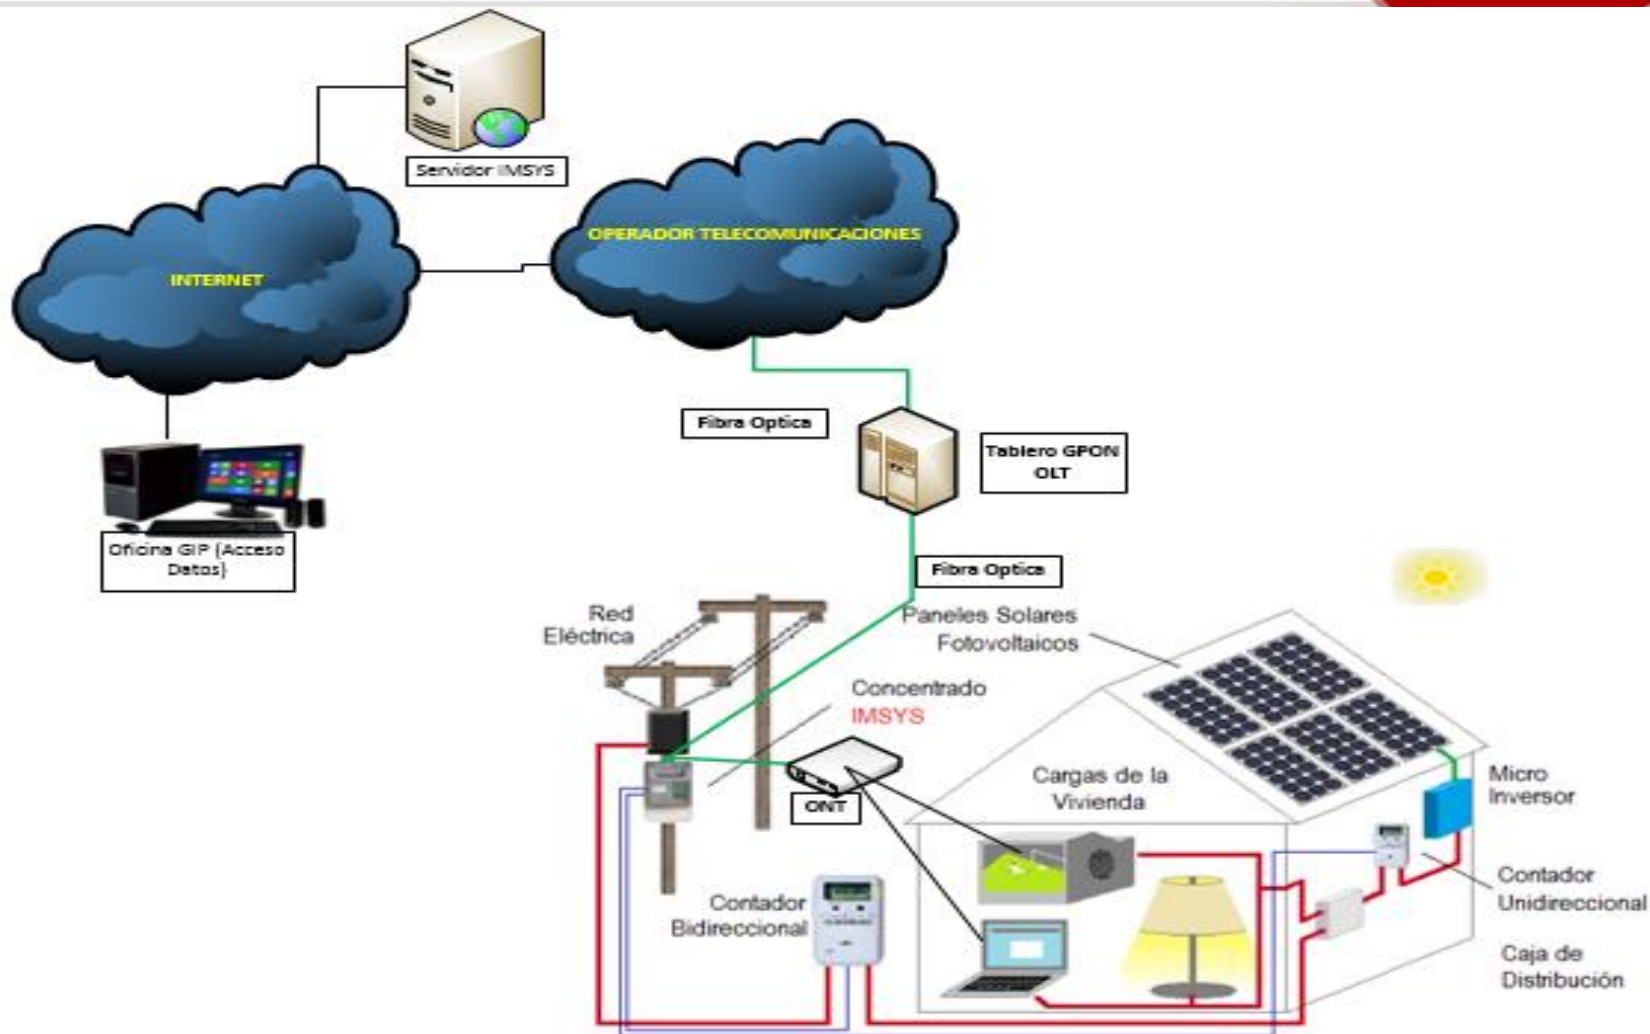 Servidor IMSYS
OPERADOR TELECOMUNICACIONES
INTERNET
Fibra Optica
Tablero GPON
OLT
Oficina GIP (Acceso
Datos)
Fibra Optica
Red
Eléctrica
Paneles Solares
Fotovoltaicos
Concentrado
IMSYS
ONT
Cargas de la
Vivienda
Micro
Inversor
Contador
Bidireccional
Contador
Unidireccional
Caja de
Distribución